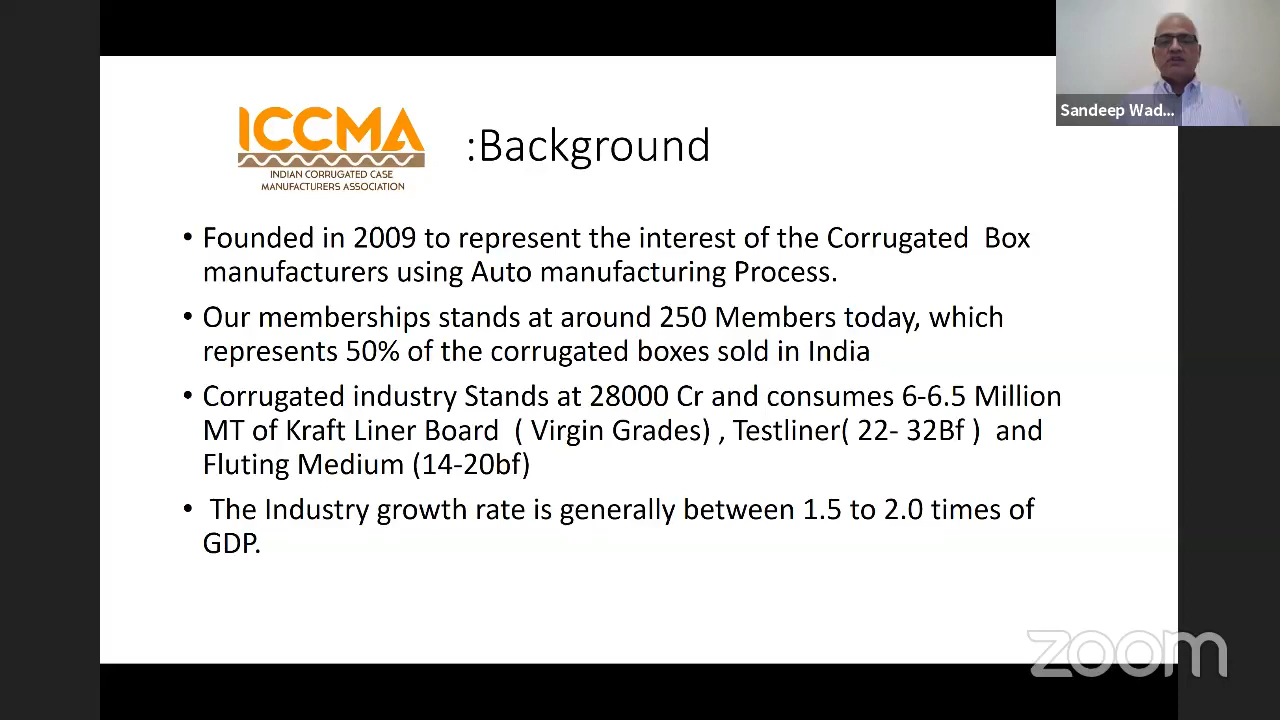 Sandeep Wad...
ICCMA
INDIAN CORRUGATED CASE
MANUFACTURERS ASSOCIATION
:Background
• Founded in 2009 to represent the interest of the Corrugated Box
manufacturers using Auto manufacturing Process.
• Our memberships stands at around 250 Members today, which
represents 50% of the corrugated boxes sold in India
• Corrugated industry Stands at 28000 Cr and consumes 6-6.5 Million
MT of Kraft Liner Board ( Virgin Grades) , Testliner( 22- 32Bf ) and
Fluting Medium (14-20bf)
• The Industry growth rate is generally between 1.5 to 2.0 times of
GDP.
zoom